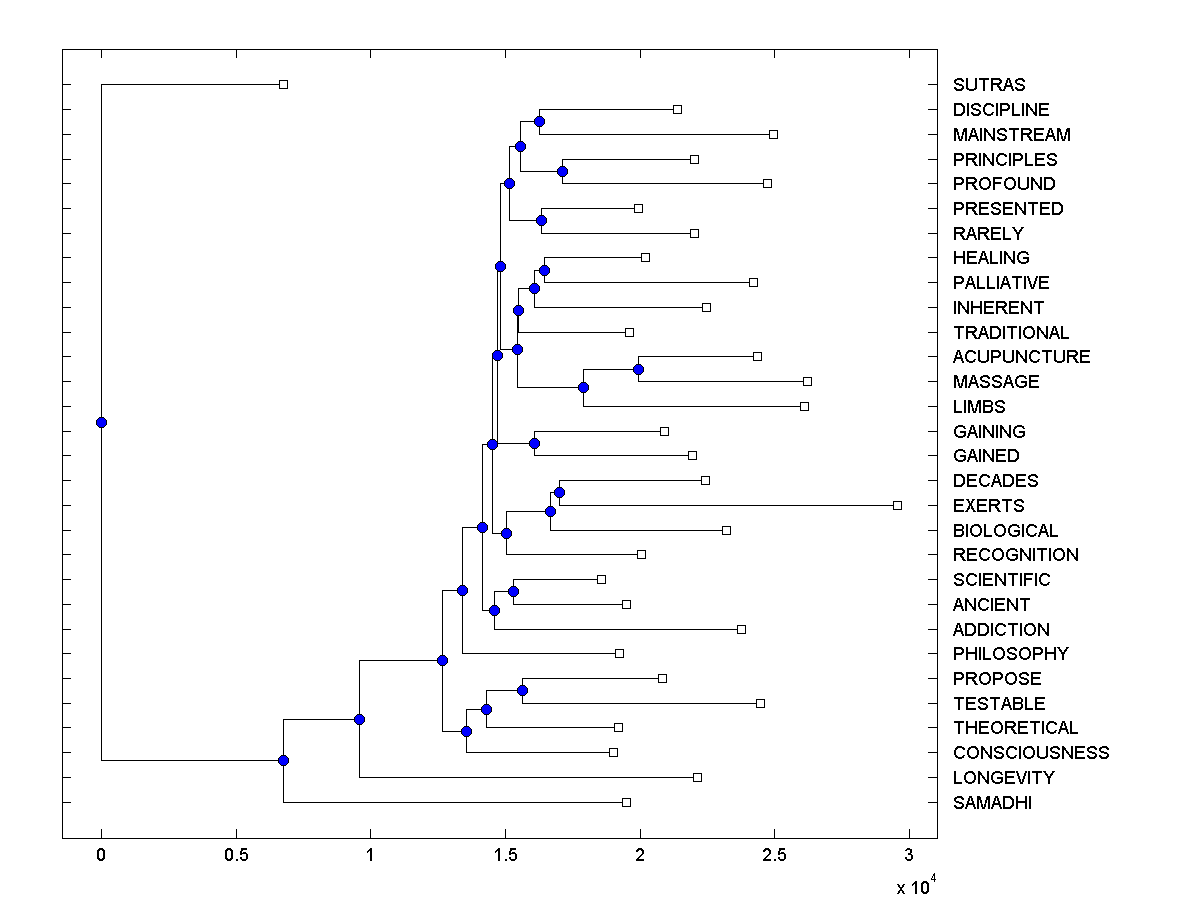 SUTRAS
DISCIPLINE
MAINSTREAM
PRINCIPLES
PROFOUND
PRESENTED
RARELY
HEALING
PALLIATIVE
INHERENT
TRADITIONAL
ACUPUNCTURE
MASSAGE
LIMBS
GAINING
GAINED
DECADES
EXERTS
BIOLOGICAL
RECOGNITION
SCIENTIFIC
ANCIENT
ADDICTION
PHILOSOPHY
PROPOSE
TESTABLE
THEORETICAL
CONSCIOUSNESS
LONGEVITY
SAMADHI
0 0.5 1 1.5 2 2.5 3
x 10^4